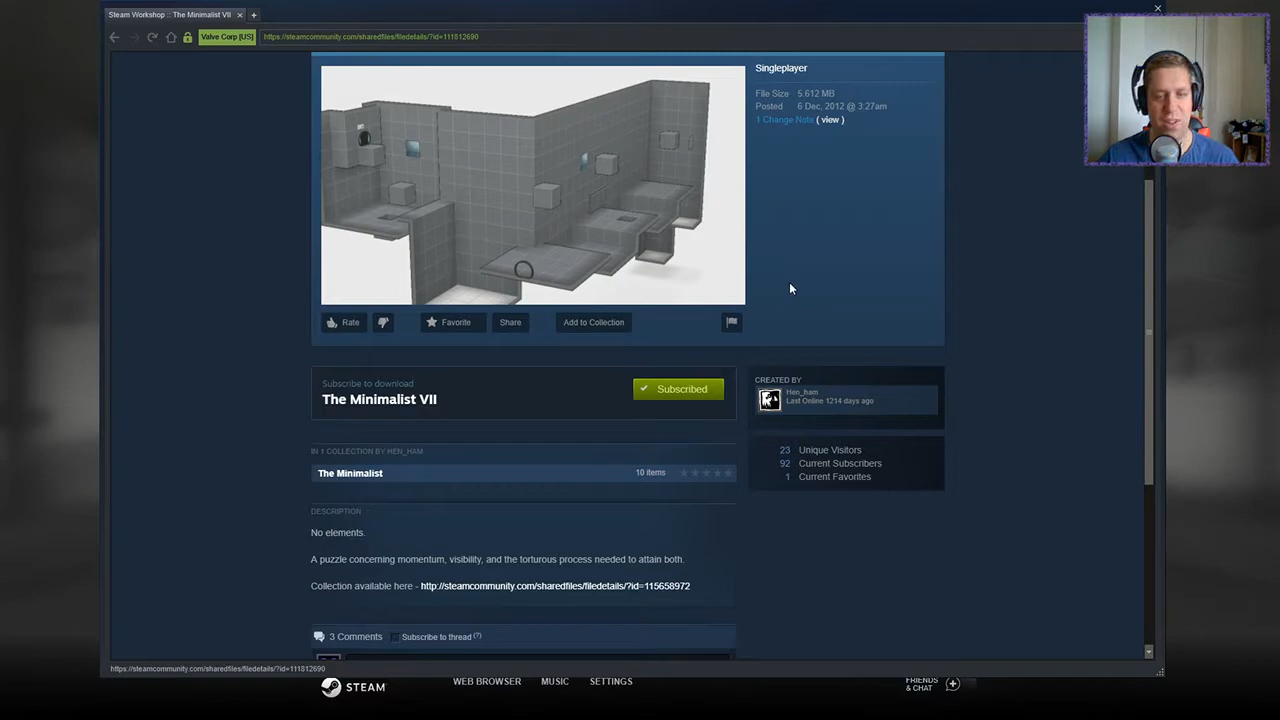 Steam Workshop :: The Minimalist VII
Valve Corp [US]
https://steamcommunity.com/sharedfiles/filedetails/?id=111812690
Singleplayer
File Size 5.612 MB
Posted 6 Dec, 2012 @ 3:27am
1 Change Note ( view )
Rate
Favorite
Share
Add to Collection
Subscribe to download
The Minimalist VII
Subscribed
CREATED BY
Hen_ham
Last Online 1214 days ago
23 Unique Visitors
92 Current Subscribers
1 Current Favorites
IN 1 COLLECTION BY HEN_HAM
The Minimalist
10 items
DESCRIPTION
No elements.
A puzzle concerning momentum, visibility, and the torturous process needed to attain both.
Collection available here - http://steamcommunity.com/sharedfiles/filedetails/?id=115658972
3 Comments
Subscribe to thread (?)
https://steamcommunity.com/sharedfiles/filedetails/?id=111812690
STEAM
WEB BROWSER
MUSIC
SETTINGS
FRIENDS
& CHAT